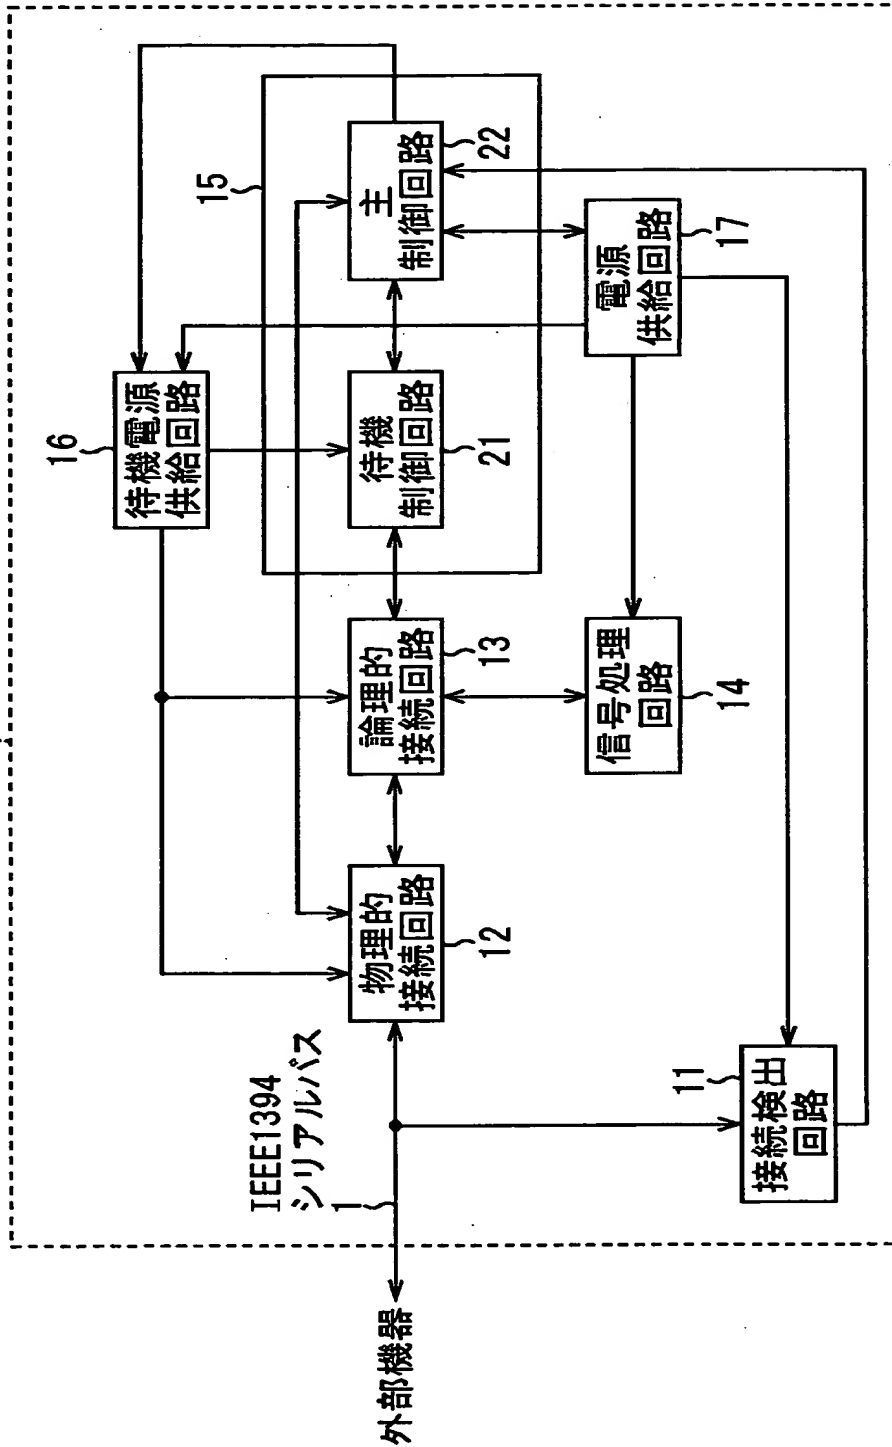 16
待機電源
供給回路
15
IEEE1394
シリアルバス
1
外部機器
物理的
接続回路
12
論理的
接続回路
13
待機
制御回路
21
主
制御回路
22
信号処理
回路
14
電源
供給回路
17
11
接続検出
回路